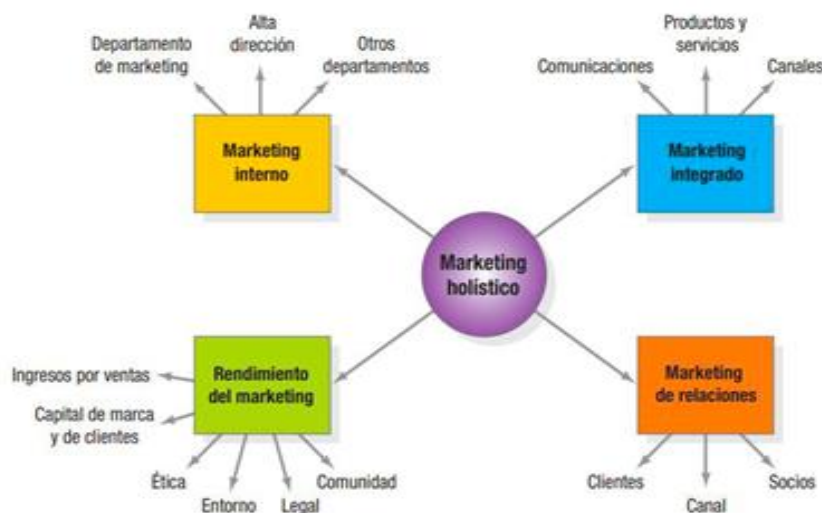 Departamento
de marketing
Alta
dirección
Otros
departamentos
Marketing
interno
Comunicaciones
Productos y
servicios
Canales
Marketing
integrado
Marketing
holístico
Ingresos por ventas
Capital de marca
y de clientes
Rendimiento
del marketing
Ética
Entorno
Legal
Comunidad
Marketing
de relaciones
Clientes
Canal
Socios